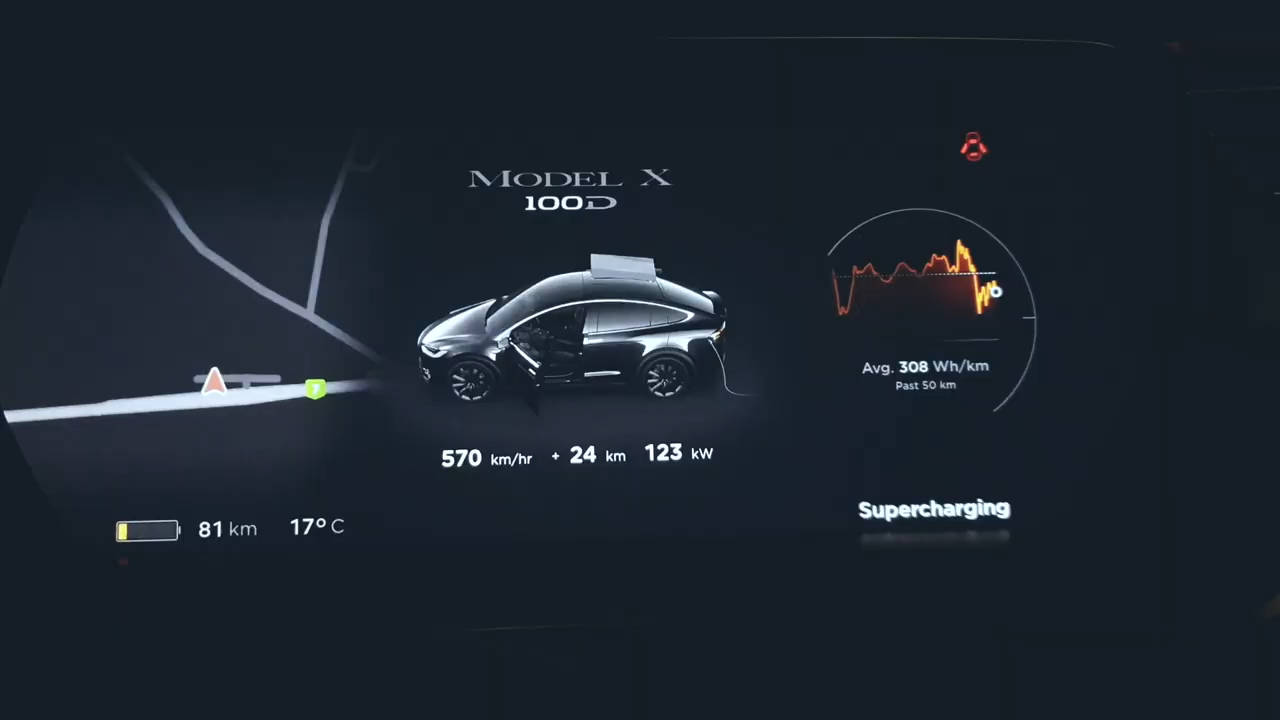 MODEL X
100D
7
Avg. 308 Wh/km
Past 50 km
570 km/hr + 24 km 123 kW
Supercharging
81 km 17° C